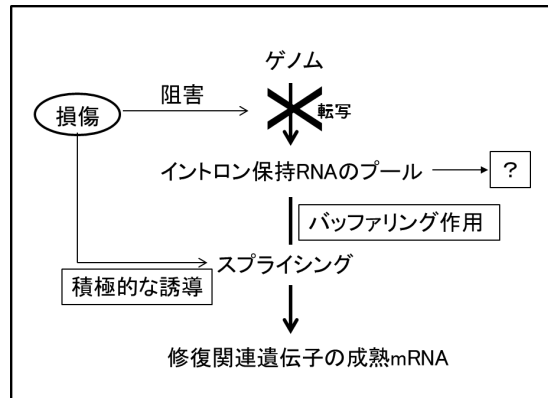 ゲノム
損傷
阻害
転写
イントロン保持RNAのプール
?
バッファリング作用
スプライシング
積極的な誘導
修復関連遺伝子の成熟mRNA